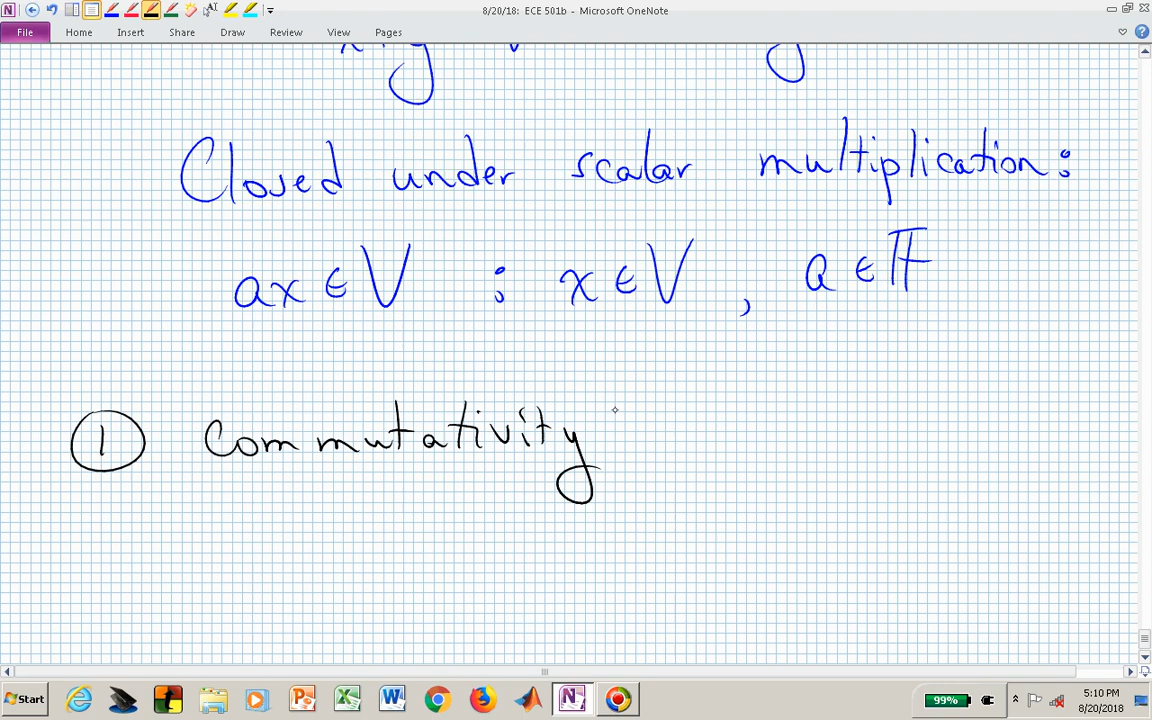 8/20/18: ECE 501b - Microsoft OneNote
File Home Insert Share Draw Review View Pages
Closed under scalar multiplication:
ax ∈ V : x ∈ V, a ∈ 𝔽
① Commutativity
Start
99%
5:10 PM
8/20/2018